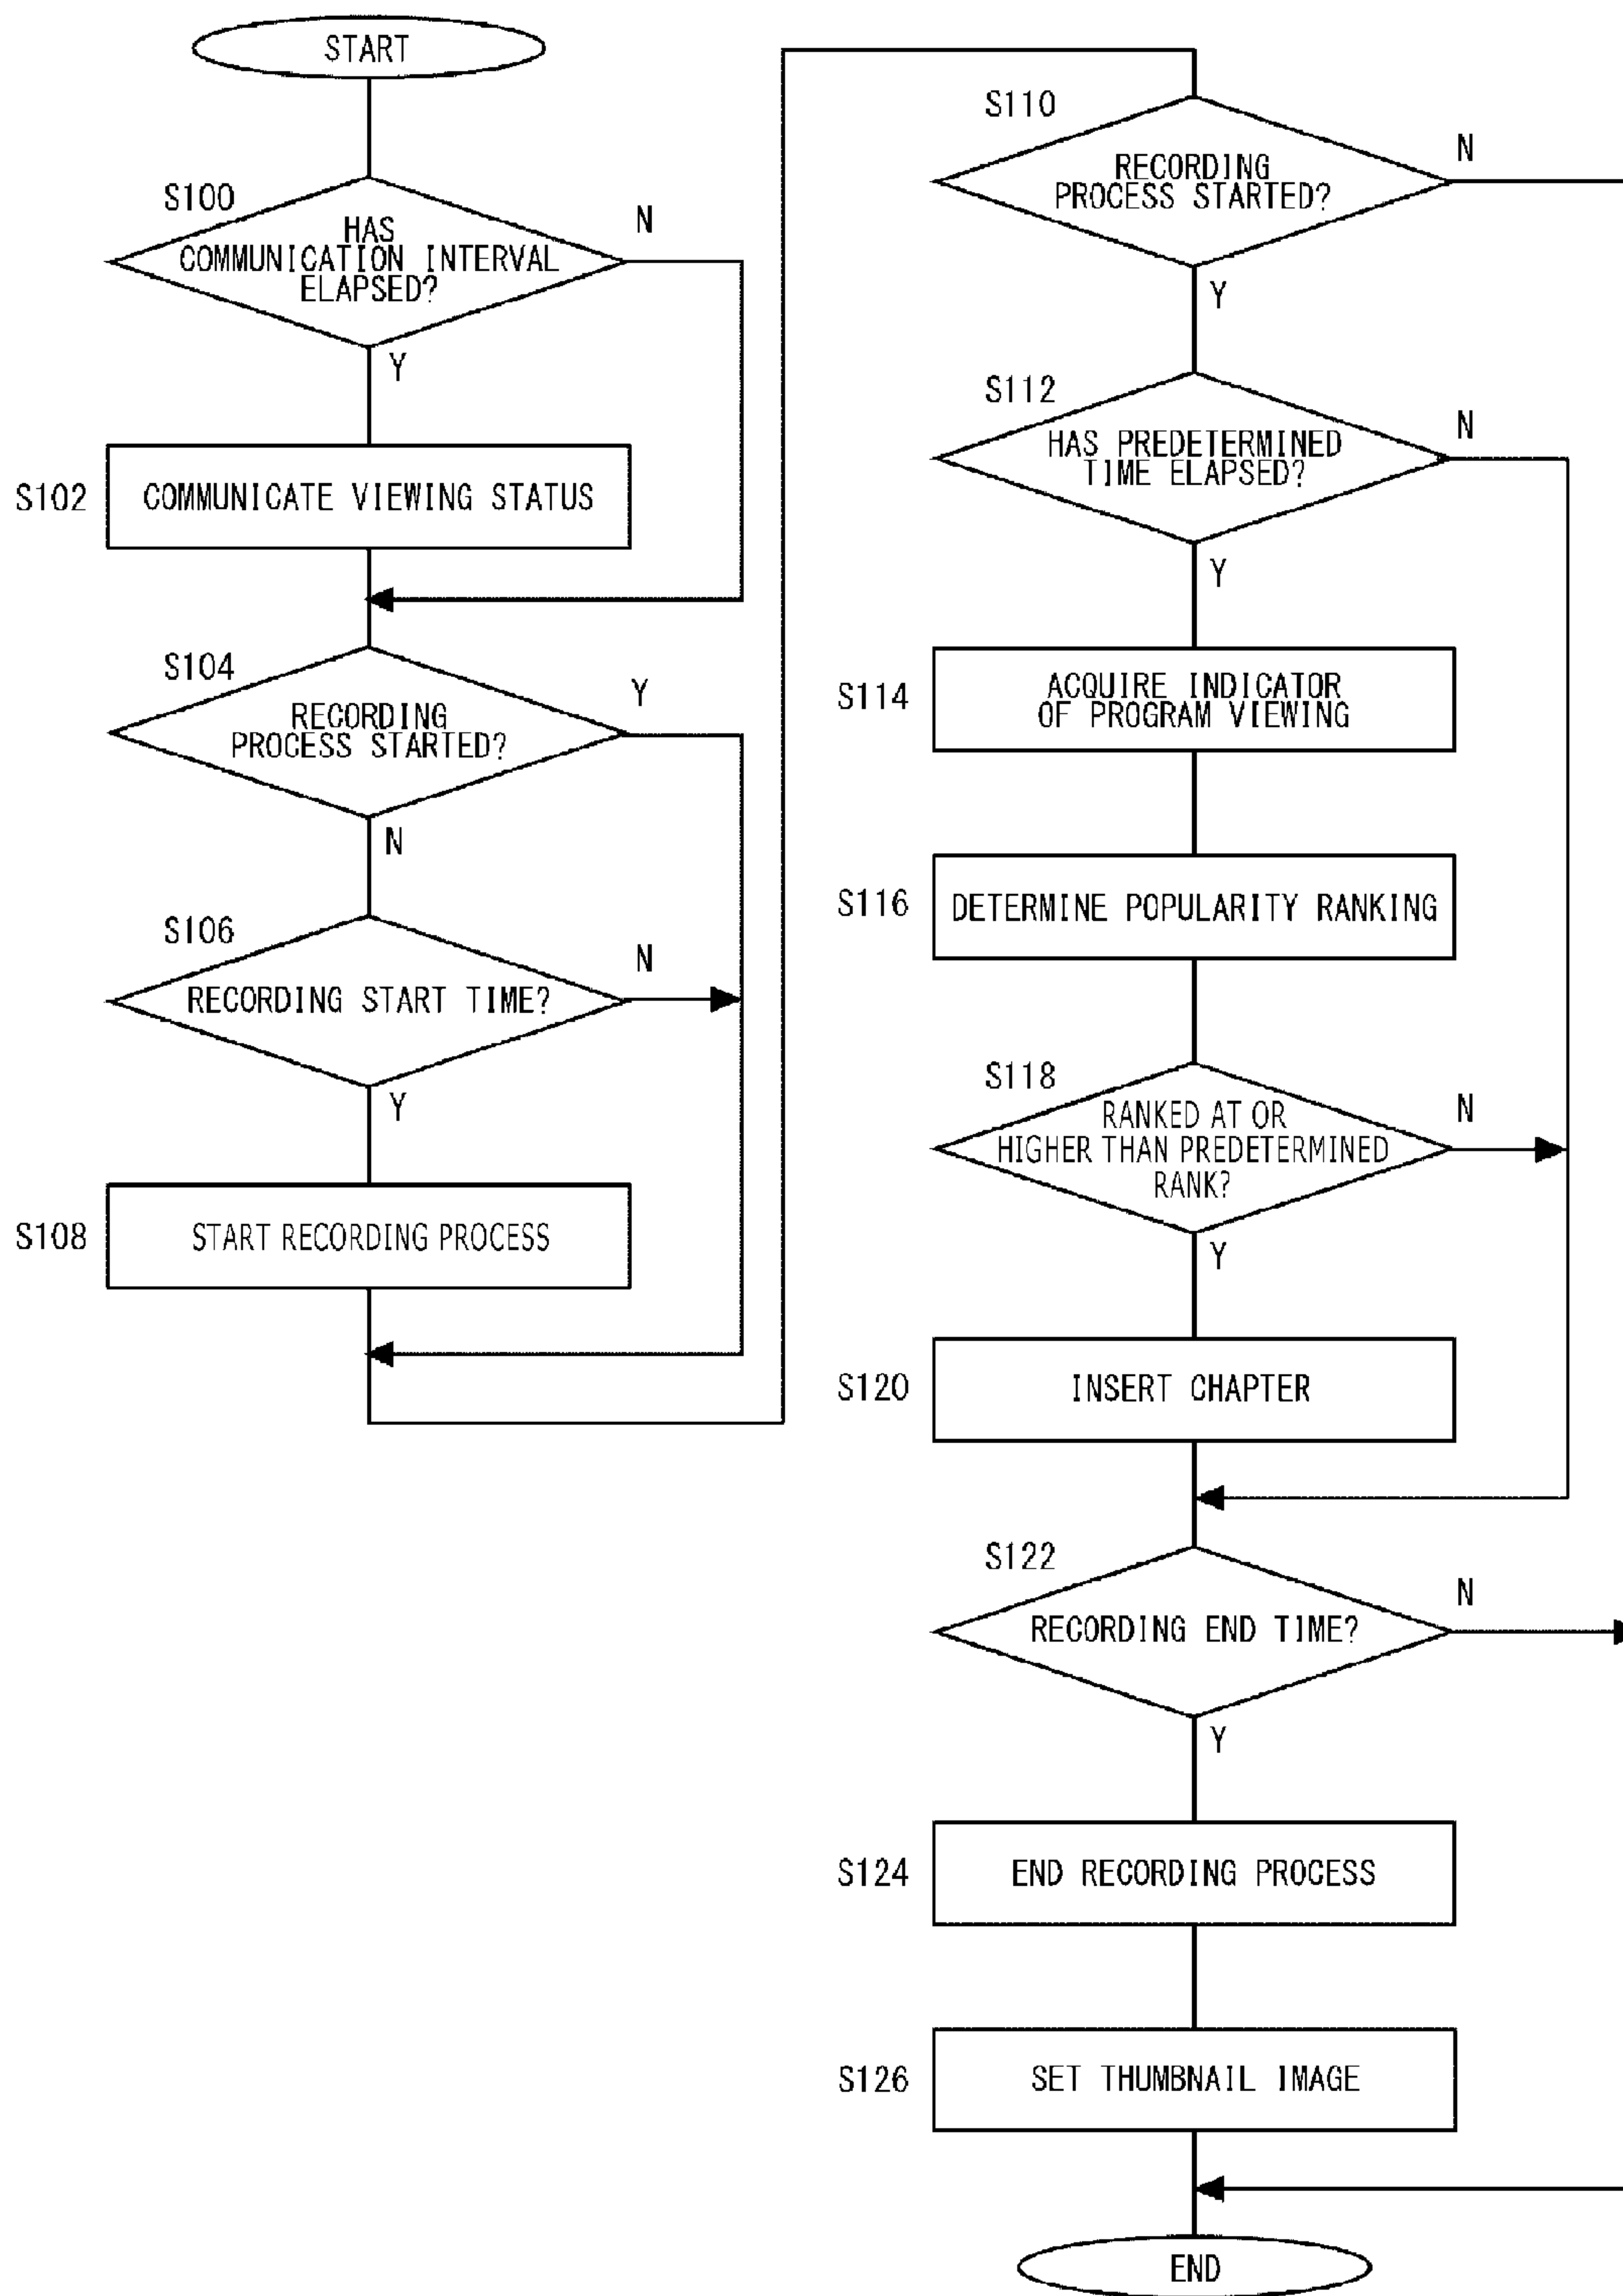 START
S100
HAS
COMMUNICATION INTERVAL
ELAPSED?
N
Y
S102
COMMUNICATE VIEWING STATUS
S104
RECORDING
PROCESS STARTED?
Y
N
S106
RECORDING START TIME?
N
Y
S108
START RECORDING PROCESS
S110
RECORDING
PROCESS STARTED?
N
Y
S112
HAS PREDETERMINED
TIME ELAPSED?
N
Y
S114
ACQUIRE INDICATOR
OF PROGRAM VIEWING
S116
DETERMINE POPULARITY RANKING
S118
RANKED AT OR
HIGHER THAN PREDETERMINED
RANK?
N
Y
S120
INSERT CHAPTER
S122
RECORDING END TIME?
N
Y
S124
END RECORDING PROCESS
S126
SET THUMBNAIL IMAGE
END